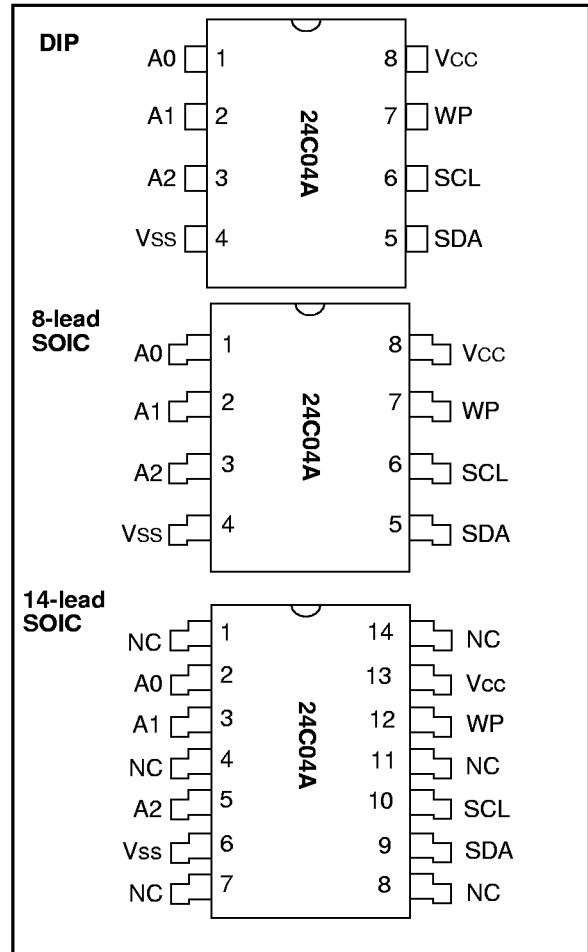 DIP
A0 1 8 VCC
A1 2 7 WP
A2 3 6 SCL
VSS 4 5 SDA
24C04A
8-lead
SOIC
A0 1 8 VCC
A1 2 7 WP
A2 3 6 SCL
VSS 4 5 SDA
24C04A
14-lead
SOIC
NC 1 14 NC
A0 2 13 Vcc
A1 3 12 WP
NC 4 11 NC
A2 5 10 SCL
Vss 6 9 SDA
NC 7 8 NC
24C04A